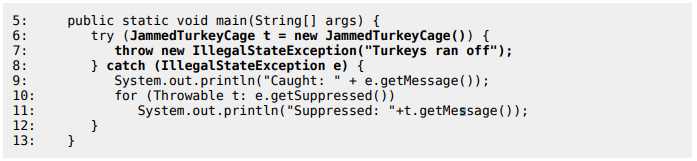 5:    public static void main(String[] args) {
6:       try (JammedTurkeyCage t = new JammedTurkeyCage()) {
7:          throw new IllegalStateException("Turkeys ran off");
8:       } catch (IllegalStateException e) {
9:          System.out.println("Caught: " + e.getMessage());
10:         for (Throwable t: e.getSuppressed())
11:            System.out.println("Suppressed: "+t.getMessage());
12:      }
13:   }